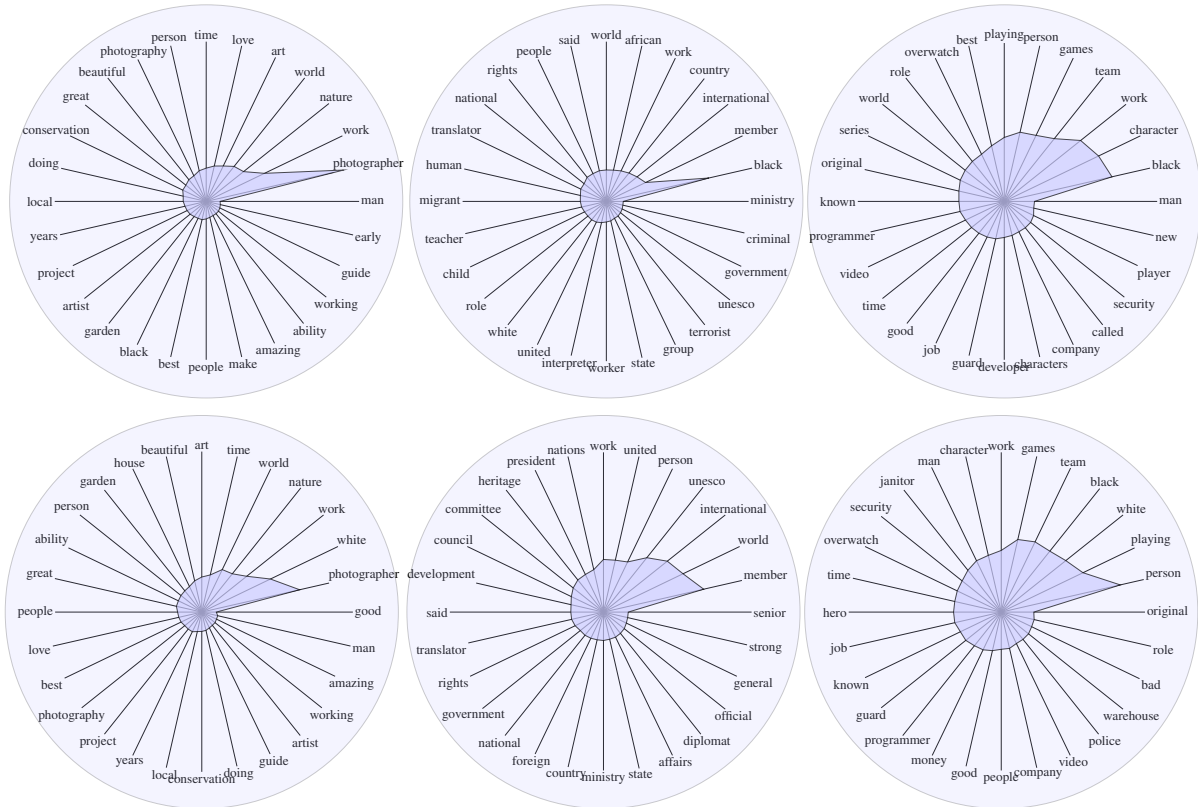 time
love
art
world
nature
work
photographer
man
early
guide
working
ability
amazing
make
people
best
black
garden
artist
project
years
local
doing
conservation
great
beautiful
photography
person
world
african
work
country
international
member
black
ministry
criminal
government
unesco
terrorist
group
state
worker
interpreter
united
white
role
child
teacher
migrant
human
translator
national
rights
people
said
playing
person
games
team
work
character
black
man
new
player
security
called
company
characters
developer
guard
job
good
time
video
programmer
known
original
series
world
role
overwatch
best
art
time
world
nature
work
white
photographer
good
man
amazing
working
artist
guide
doing
conservation
local
years
project
photography
best
love
people
great
ability
person
garden
house
beautiful
work
united
person
unesco
international
world
member
senior
strong
general
official
diplomat
affairs
state
ministry
country
foreign
national
government
rights
translator
said
development
council
committee
heritage
president
nations
work
games
team
black
white
playing
person
original
role
bad
warehouse
police
video
company
people
good
money
programmer
guard
known
job
hero
time
overwatch
security
janitor
man
character